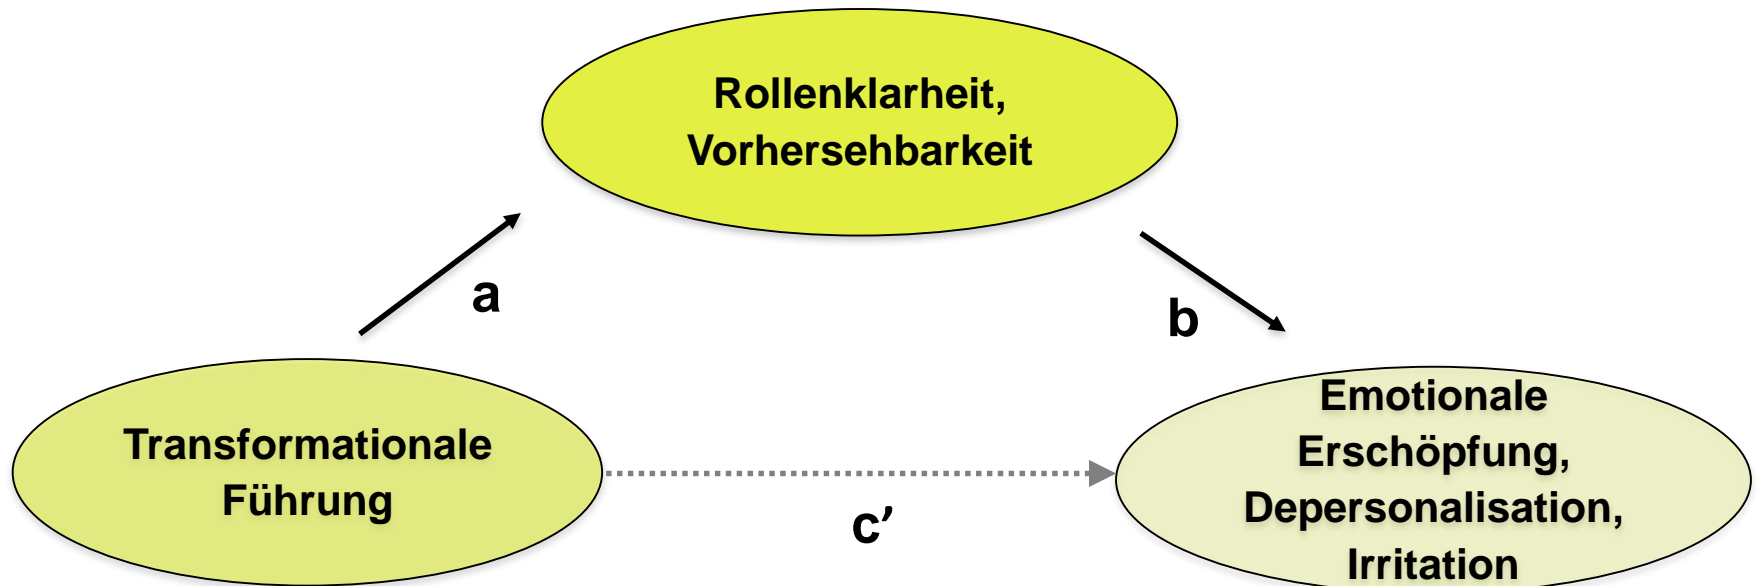 Rollenklarheit,
Vorhersehbarkeit
a
b
Transformationale
Führung
c′
Emotionale
Erschöpfung,
Depersonalisation,
Irritation